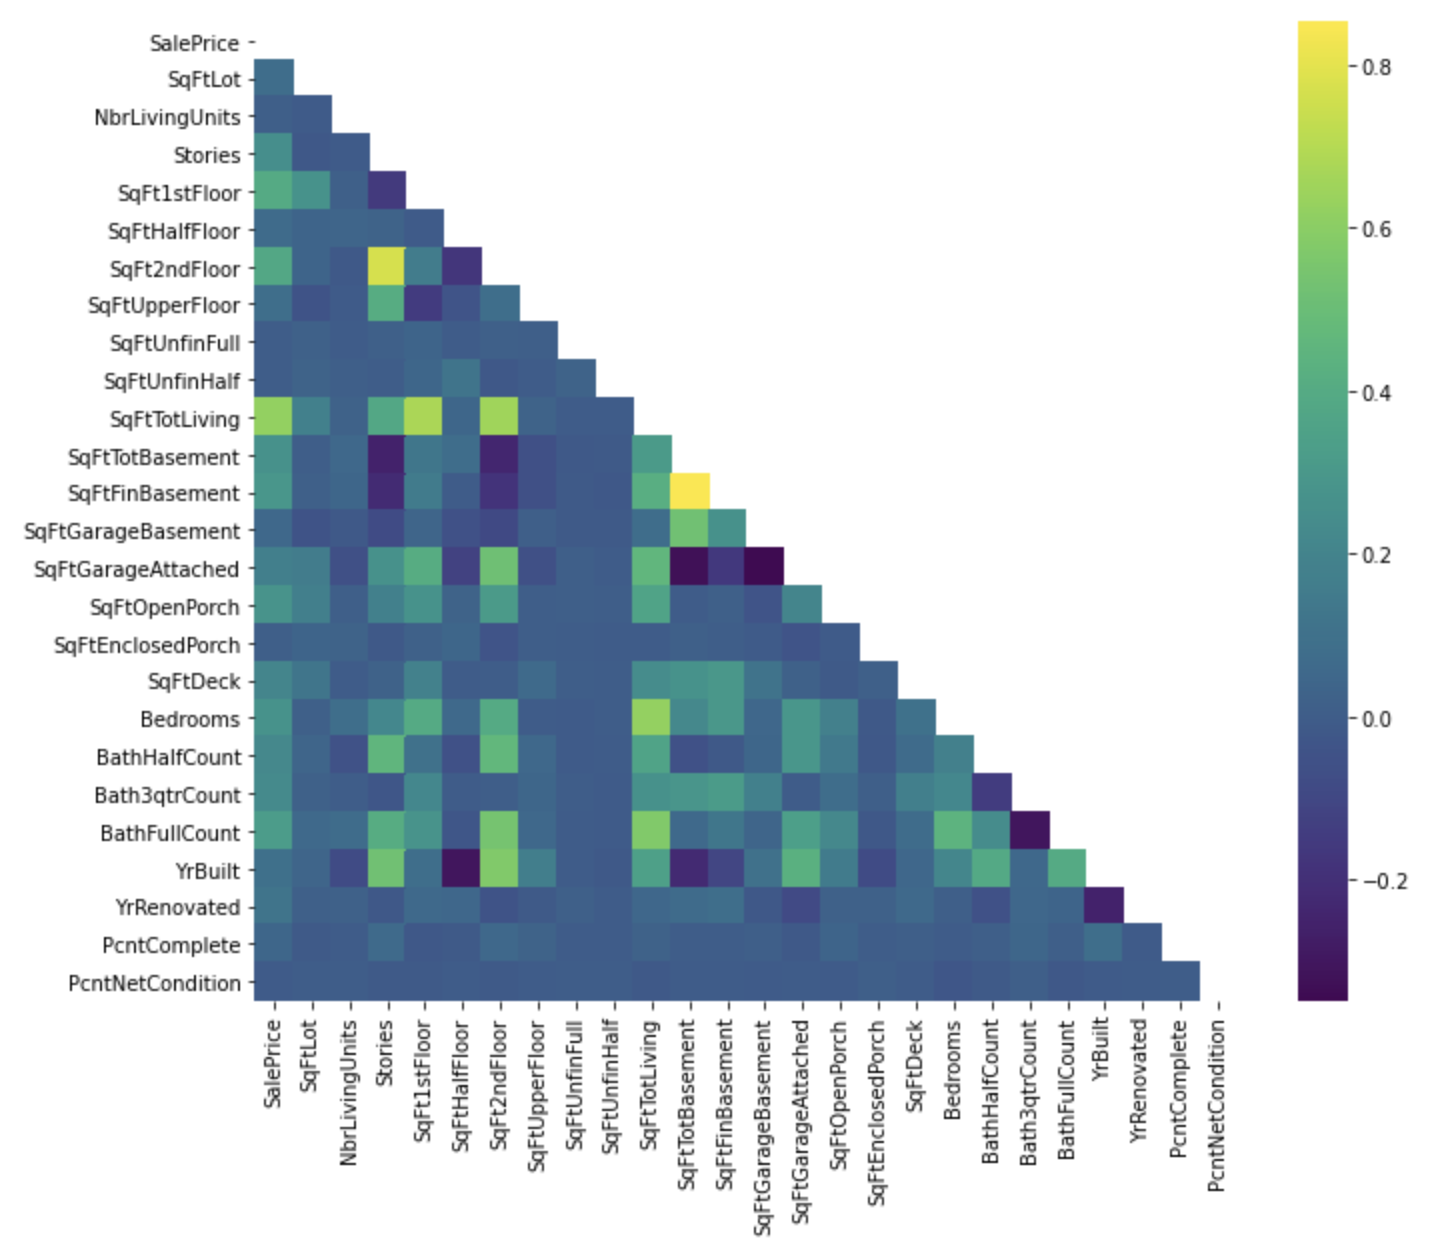 SalePrice
SqFtLot
NbrLivingUnits
Stories
SqFt1stFloor
SqFtHalfFloor
SqFt2ndFloor
SqFtUpperFloor
SqFtUnfinFull
SqFtUnfinHalf
SqFtTotLiving
SqFtTotBasement
SqFtFinBasement
SqFtGarageBasement
SqFtGarageAttached
SqFtOpenPorch
SqFtEnclosedPorch
SqFtDeck
Bedrooms
BathHalfCount
Bath3qtrCount
BathFullCount
YrBuilt
YrRenovated
PcntComplete
PcntNetCondition
SalePrice
SqFtLot
NbrLivingUnits
Stories
SqFt1stFloor
SqFtHalfFloor
SqFt2ndFloor
SqFtUpperFloor
SqFtUnfinFull
SqFtUnfinHalf
SqFtTotLiving
SqFtTotBasement
SqFtFinBasement
SqFtGarageBasement
SqFtGarageAttached
SqFtOpenPorch
SqFtEnclosedPorch
SqFtDeck
Bedrooms
BathHalfCount
Bath3qtrCount
BathFullCount
YrBuilt
YrRenovated
PcntComplete
PcntNetCondition
0.8
0.6
0.4
0.2
0.0
−0.2